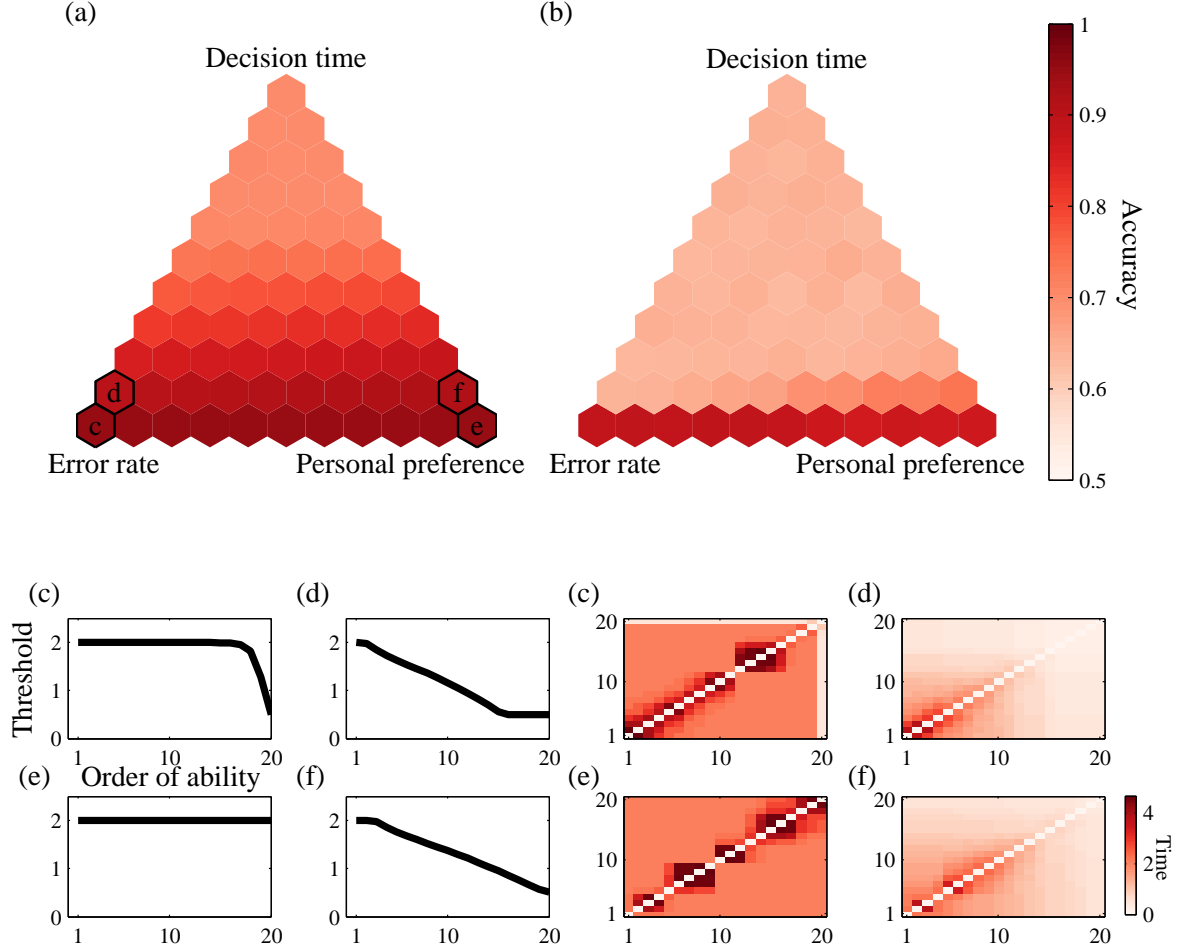 (a)
(b)
Decision time
Decision time
1
0.9
0.8
0.7
0.6
0.5
Accuracy
d
f
c
e
Error rate
Personal preference
Error rate
Personal preference
(c)
(d)
(c)
(d)
Threshold
2
1
0
1
10
20
2
1
0
1
10
20
20
10
1
1
10
20
20
10
1
1
10
20
(e)
Order of ability
(f)
(e)
(f)
2
1
0
1
10
20
2
1
0
1
10
20
20
10
1
1
10
20
20
10
1
1
10
20
4
2
0
Time